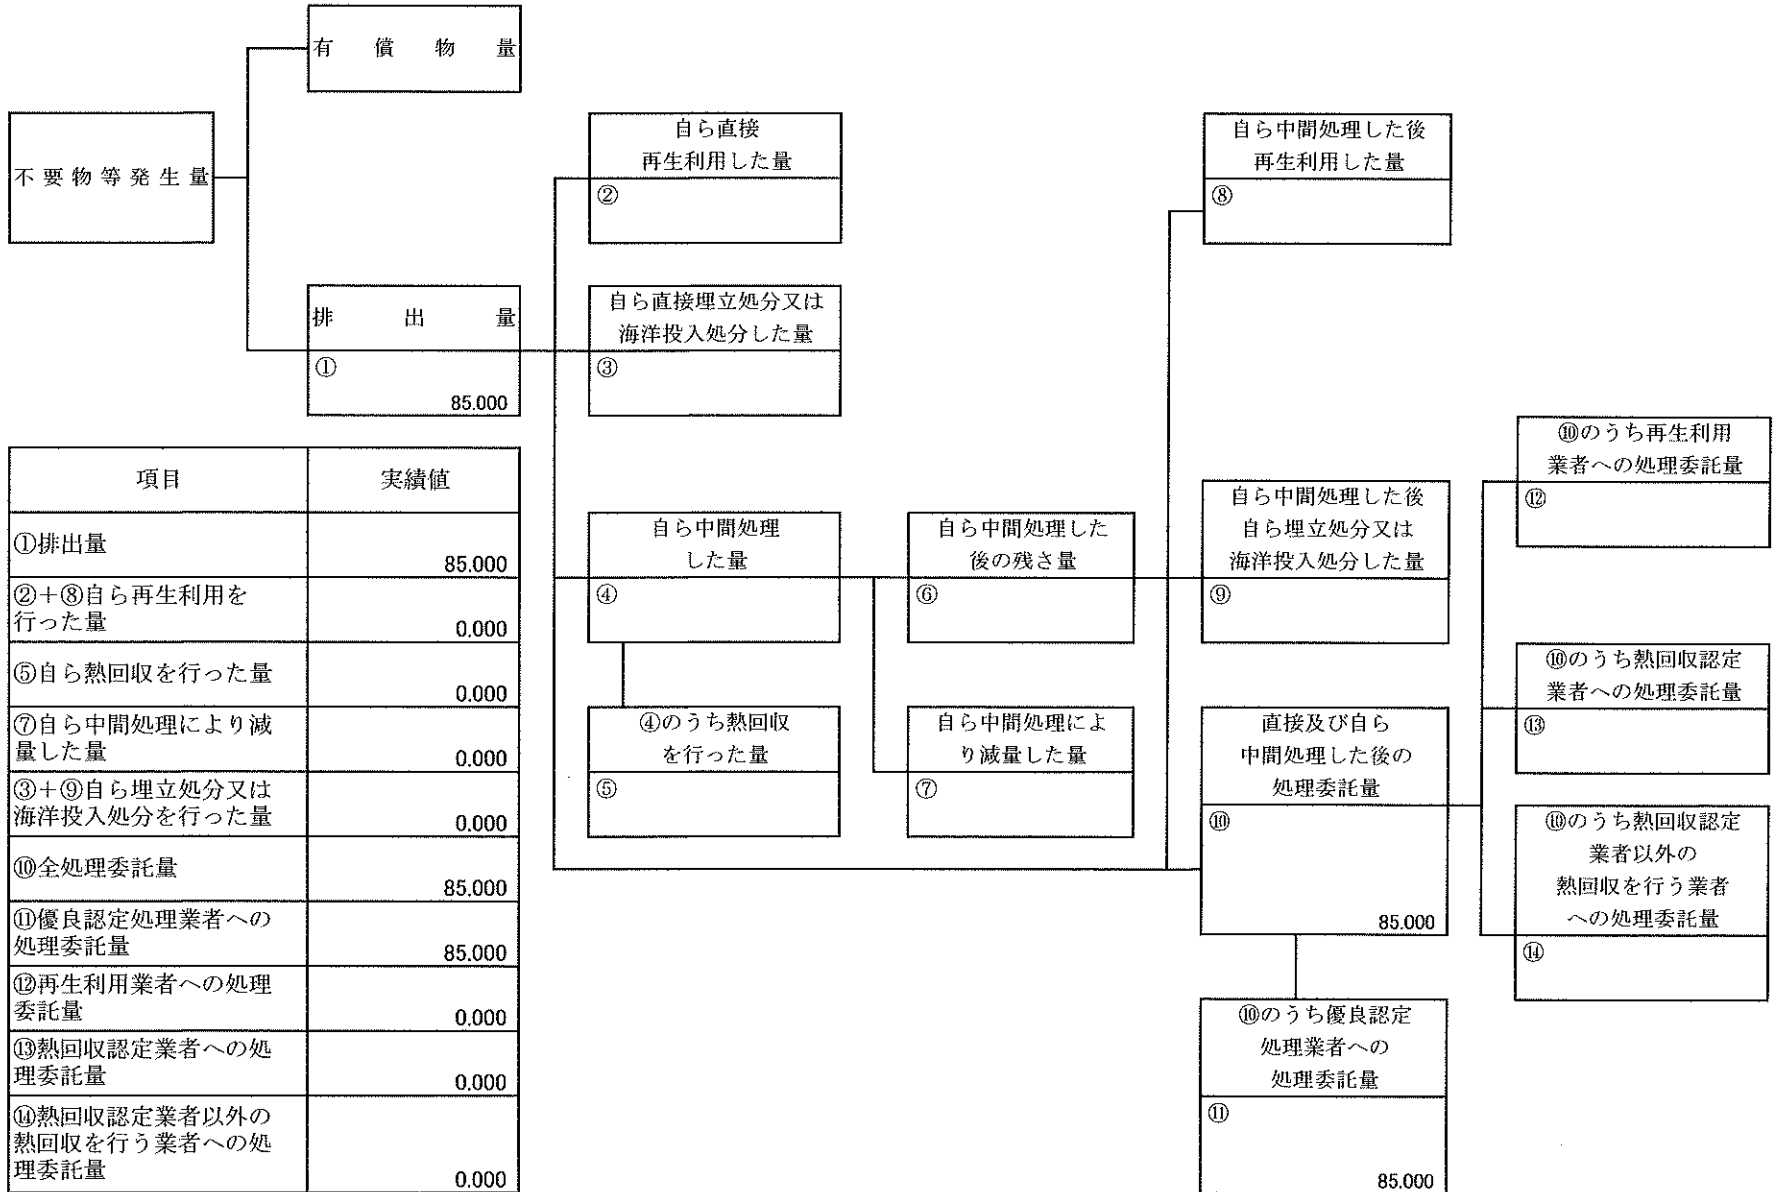 有償物量
不要物等発生量
排出量
①
85.000
自ら直接
再生利用した量
②
自ら直接埋立処分又は
海洋投入処分した量
③
自ら中間処理
した量
④
④のうち熱回収
を行った量
⑤
自ら中間処理した
後の残さ量
⑥
自ら中間処理によ
り減量した量
⑦
自ら中間処理した後
再生利用した量
⑧
自ら中間処理した後
自ら埋立処分又は
海洋投入処分した量
⑨
直接及び自ら
中間処理した後の
処理委託量
⑩
85.000
⑩のうち優良認定
処理業者への
処理委託量
⑪
85.000
⑩のうち再生利用
業者への処理委託量
⑫
⑩のうち熱回収認定
業者への処理委託量
⑬
⑩のうち熱回収認定
業者以外の
熱回収を行う業者
への処理委託量
⑭
項目 実績値
①排出量
85.000
②+⑧自ら再生利用を
行った量
0.000
⑤自ら熱回収を行った量
0.000
⑦自ら中間処理により減
量した量
0.000
③+⑨自ら埋立処分又は
海洋投入処分を行った量
0.000
⑩全処理委託量
85.000
⑪優良認定処理業者への
処理委託量
85.000
⑫再生利用業者への処理
委託量
0.000
⑬熱回収認定業者への処
理委託量
0.000
⑭熱回収認定業者以外の
熱回収を行う業者への処
理委託量
0.000